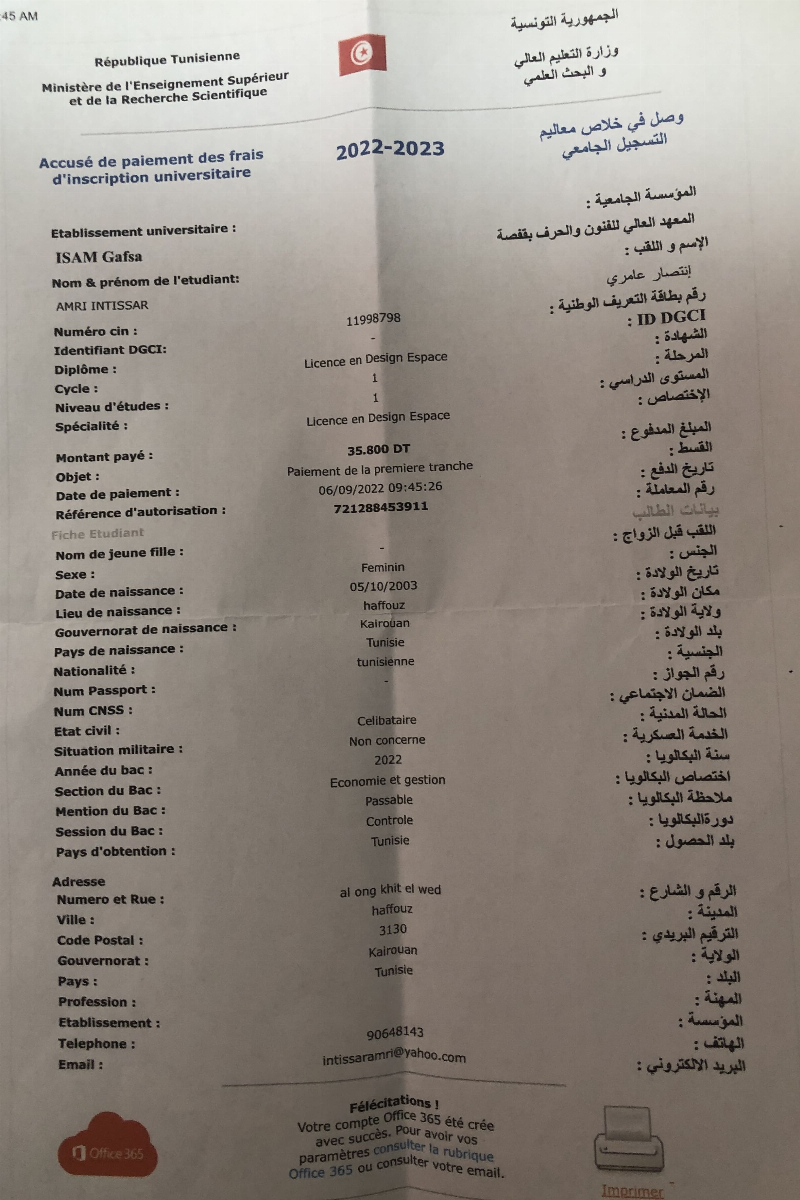 :45 AM
République Tunisienne
Ministère de l'Enseignement Supérieur
et de la Recherche Scientifique
الجمهورية التونسية
وزارة التعليم العالي
و البحث العلمي
Accusé de paiement des frais
d'inscription universitaire
2022-2023
وصل في خلاص معاليم
التسجيل الجامعي
Etablissement universitaire :
المؤسسة الجامعية :
ISAM Gafsa
المعهد العالي للفنون والحرف بقفصة
Nom & prénom de l'etudiant:
الإسم و اللقب :
AMRI INTISSAR
إنتصار عامري
Numéro cin : 11998798 رقم بطاقة التعريف الوطنية :
Identifiant DGCI: - ID DGCI :
Diplôme : Licence en Design Espace الشهادة :
Cycle : 1 المرحلة :
Niveau d'études : 1 المستوى الدراسي :
Spécialité : Licence en Design Espace الإختصاص :
Montant payé : 35.800 DT المبلغ المدفوع :
Objet : Paiement de la premiere tranche القسط :
Date de paiement : 06/09/2022 09:45:26 تاريخ الدفع :
Référence d'autorisation : 721288453911 رقم المعاملة :
Fiche Etudiant بيانات الطالب
Nom de jeune fille : - اللقب قبل الزواج :
Sexe : Feminin الجنس :
Date de naissance : 05/10/2003 تاريخ الولادة :
Lieu de naissance : haffouz مكان الولادة :
Gouvernorat de naissance : Kairouan ولاية الولادة :
Pays de naissance : Tunisie بلد الولادة :
Nationalité : tunisienne الجنسية :
Num Passport : - رقم الجواز :
Num CNSS : الضمان الاجتماعي :
Etat civil : Celibataire الحالة المدنية :
Situation militaire : Non concerne الخدمة العسكرية :
Année du bac : 2022 سنة البكالويا :
Section du Bac : Economie et gestion اختصاص البكالويا :
Mention du Bac : Passable ملاحظة البكالويا :
Session du Bac : Controle دورةالبكالويا :
Pays d'obtention : Tunisie بلد الحصول :
Adresse
Numero et Rue : al ong khit el wed الرقم و الشارع :
Ville : haffouz المدينة :
Code Postal : 3130 الترقيم البريدي :
Gouvernorat : Kairouan الولاية :
Pays : Tunisie البلد :
Profession : المهنة :
Etablissement : المؤسسة :
Telephone : 90648143 الهاتف :
Email : intissaramri@yahoo.com البريد الالكتروني :
Félécitations !
Votre compte Office 365 été crée
avec succès. Pour avoir vos
paramètres consulter la rubrique
Office 365 ou consulter votre email.
Office 365
Imprimer